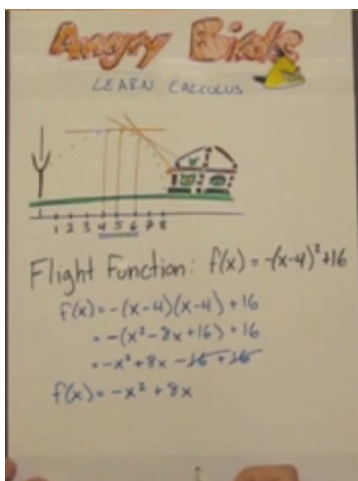 Angry Birds
LEARN CALCULUS
1 2 3 4 5 6 7 8
Flight Function: f(x) = -(x-4)²+16
f(x) = -(x-4)(x-4) + 16
= -(x²-8x+16) + 16
= -x²+8x -16 +16
f(x) = -x² + 8x